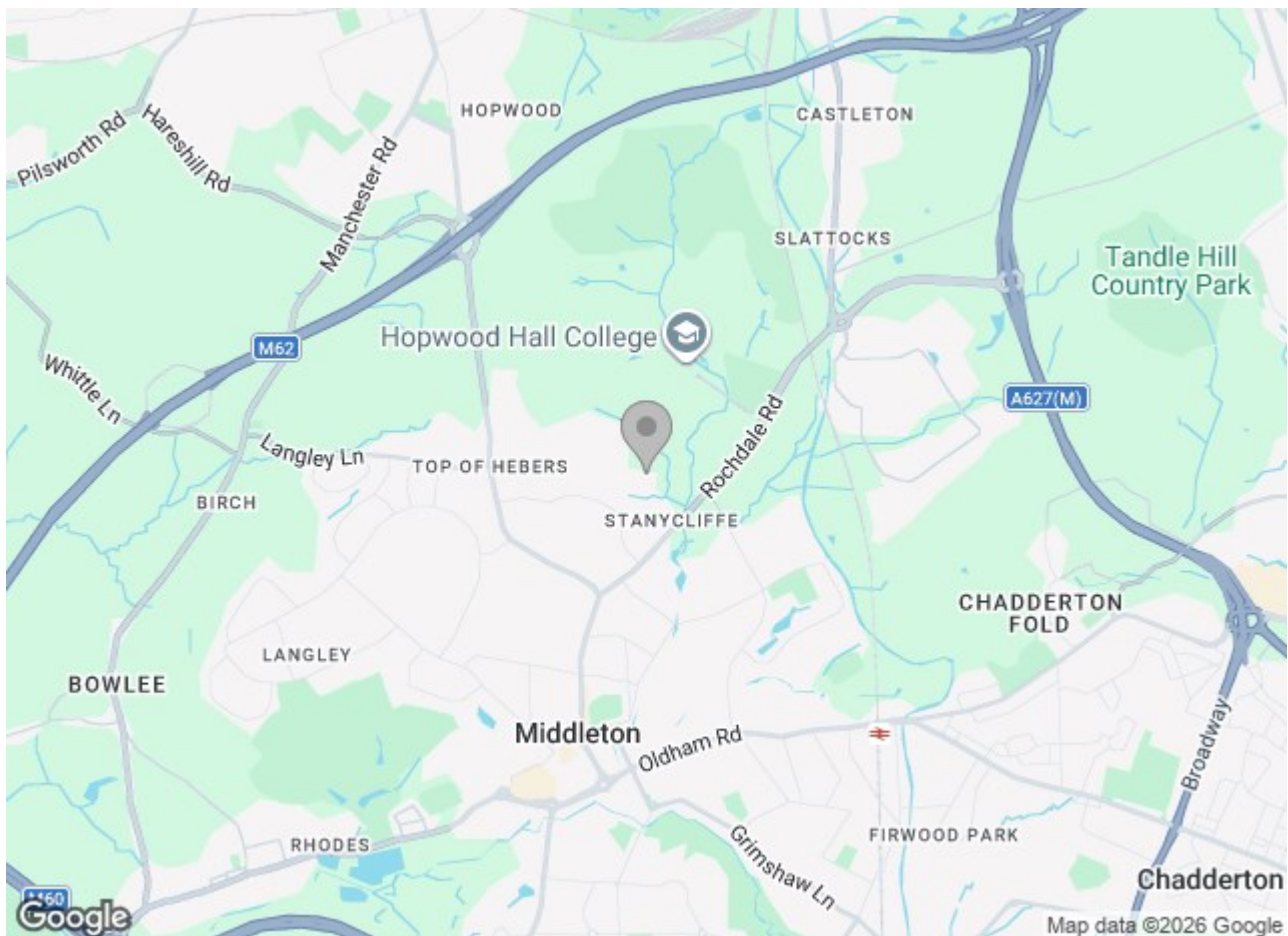 HOPWOOD
CASTLETON
Pilsworth Rd
Hareshill Rd
Manchester Rd
SLATTOCKS
Tandle Hill
Country Park
Hopwood Hall College
M62
Whittle Ln
A627(M)
Langley Ln
TOP OF HEBERS
Rochdale Rd
BIRCH
STANYCLIFFE
CHADDERTON
FOLD
LANGLEY
BOWLEE
Middleton
Oldham Rd
Broadway
RHODES
Grimshaw Ln
FIRWOOD PARK
Chadderton
M60
Google
Map data ©2026 Google